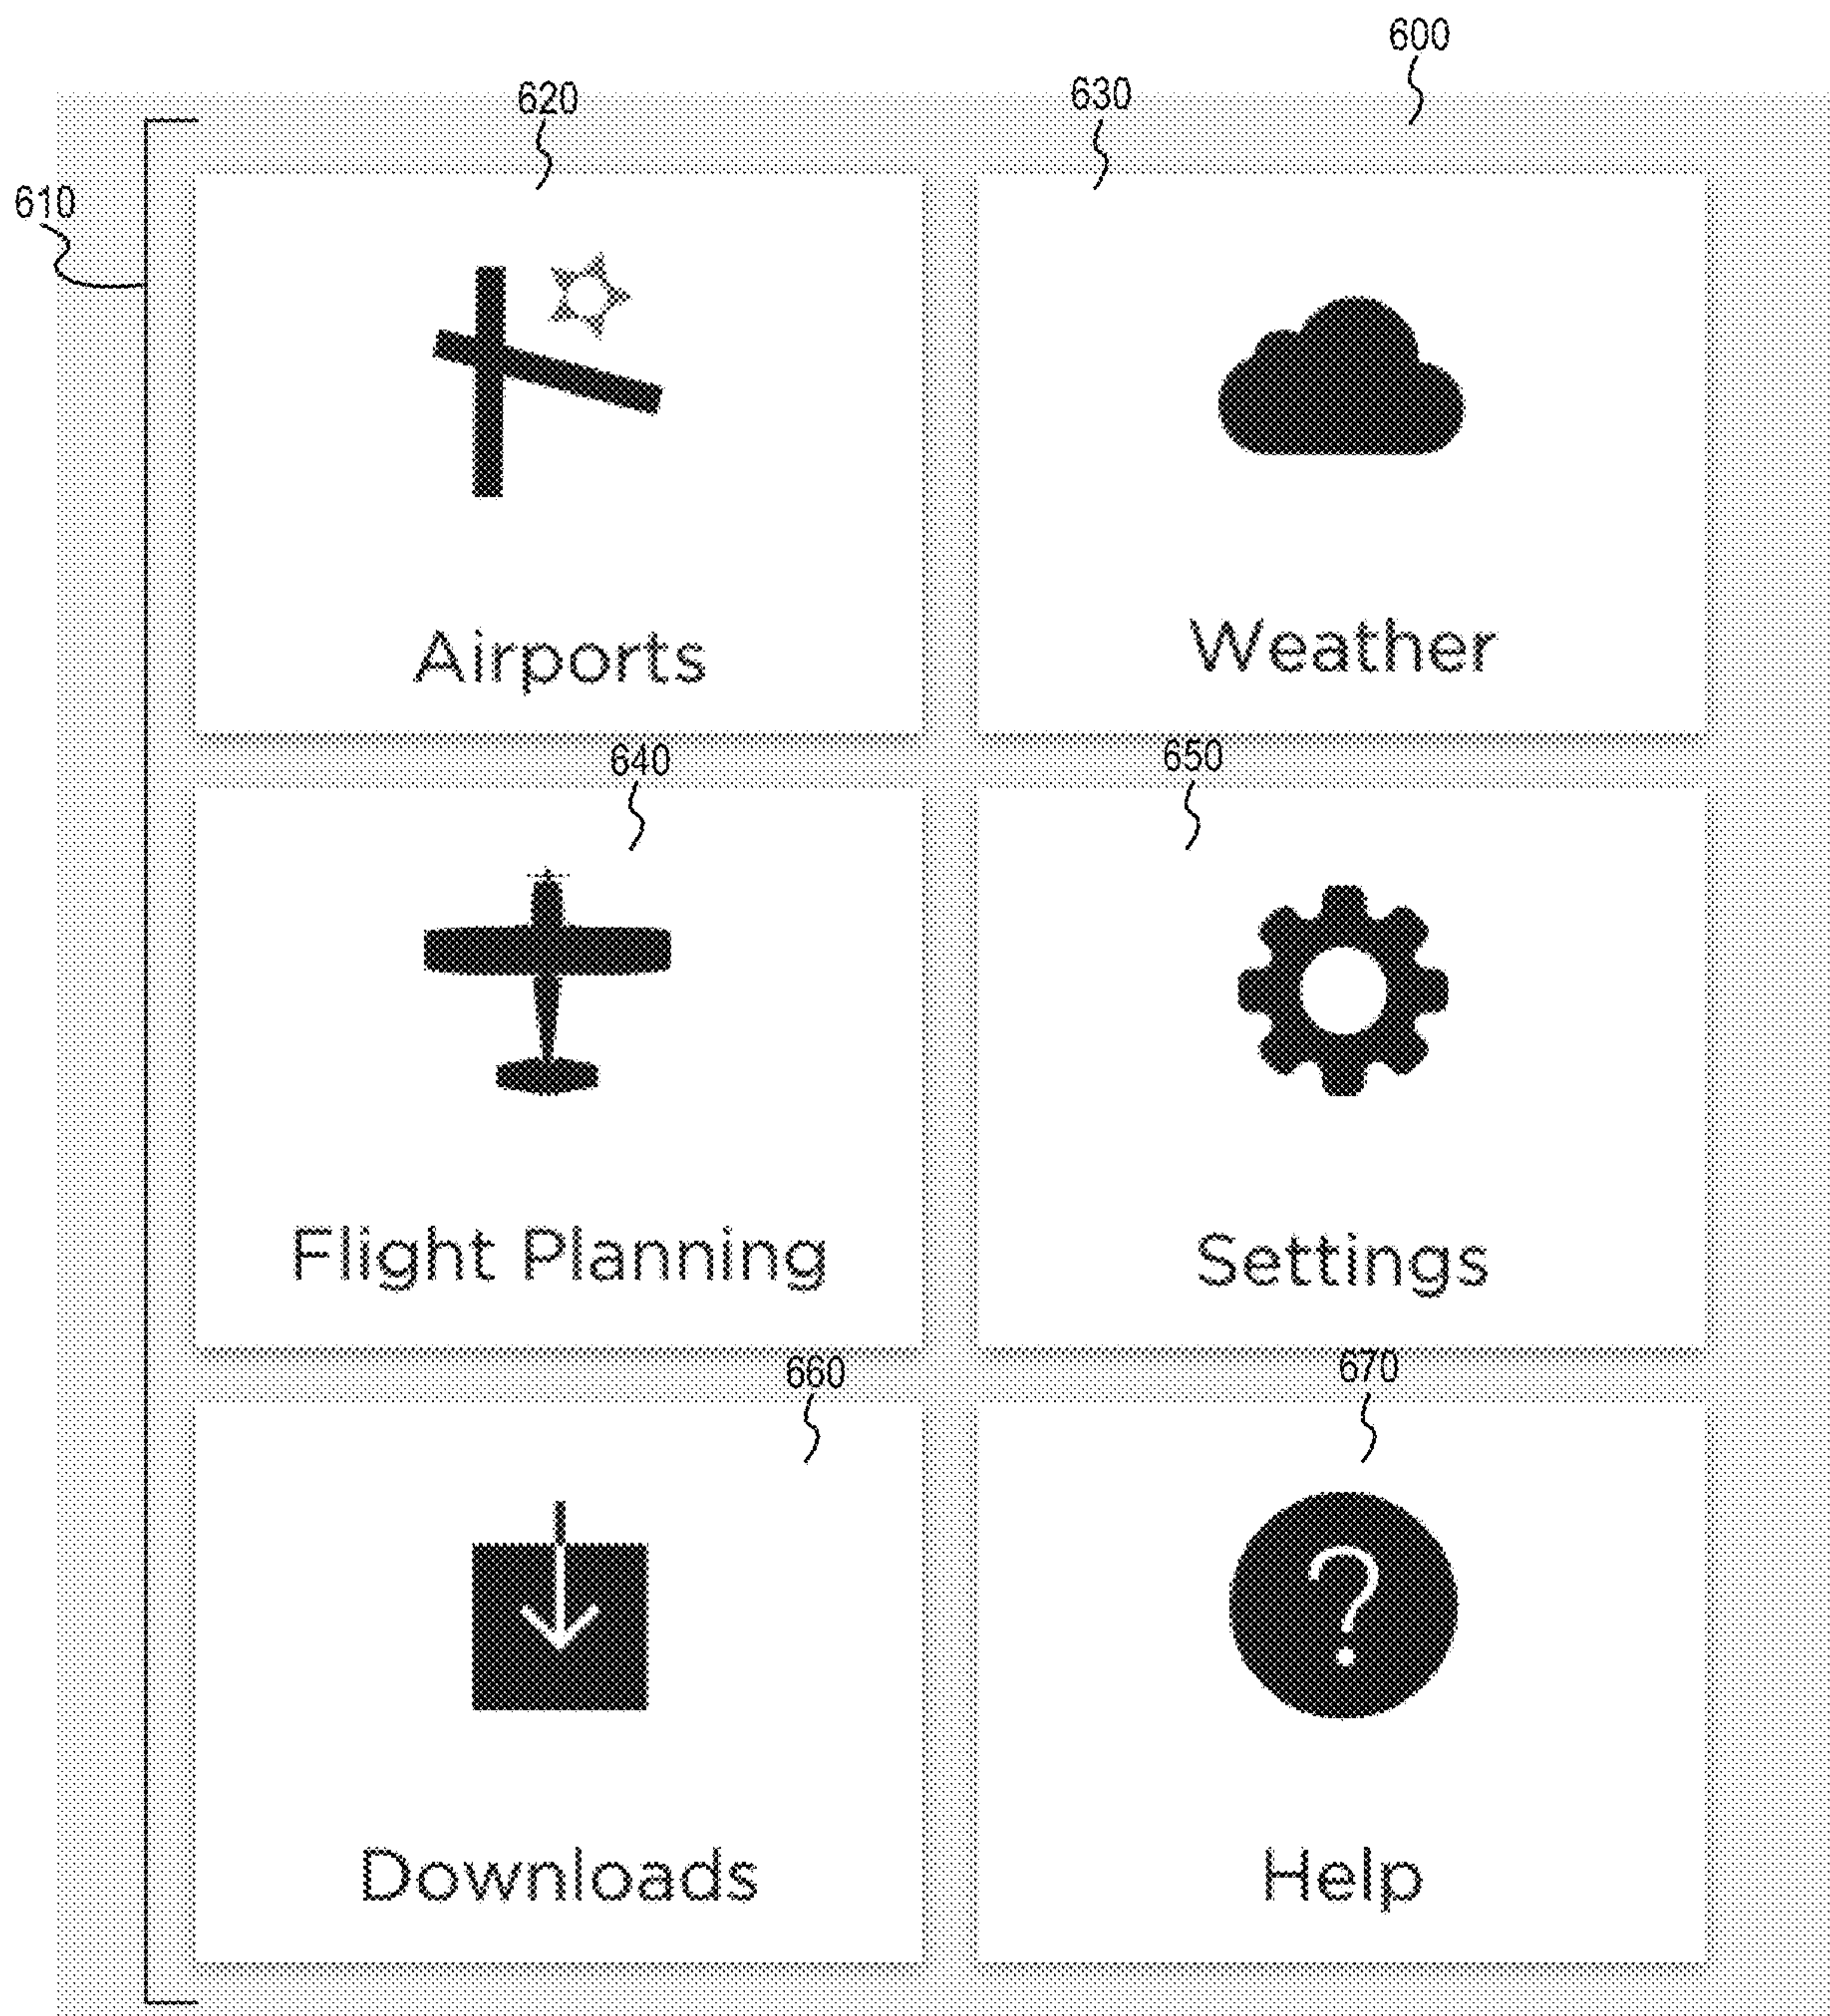 600
620
630
610
Airports
Weather
640
650
Flight Planning
Settings
660
670
?
Downloads
Help